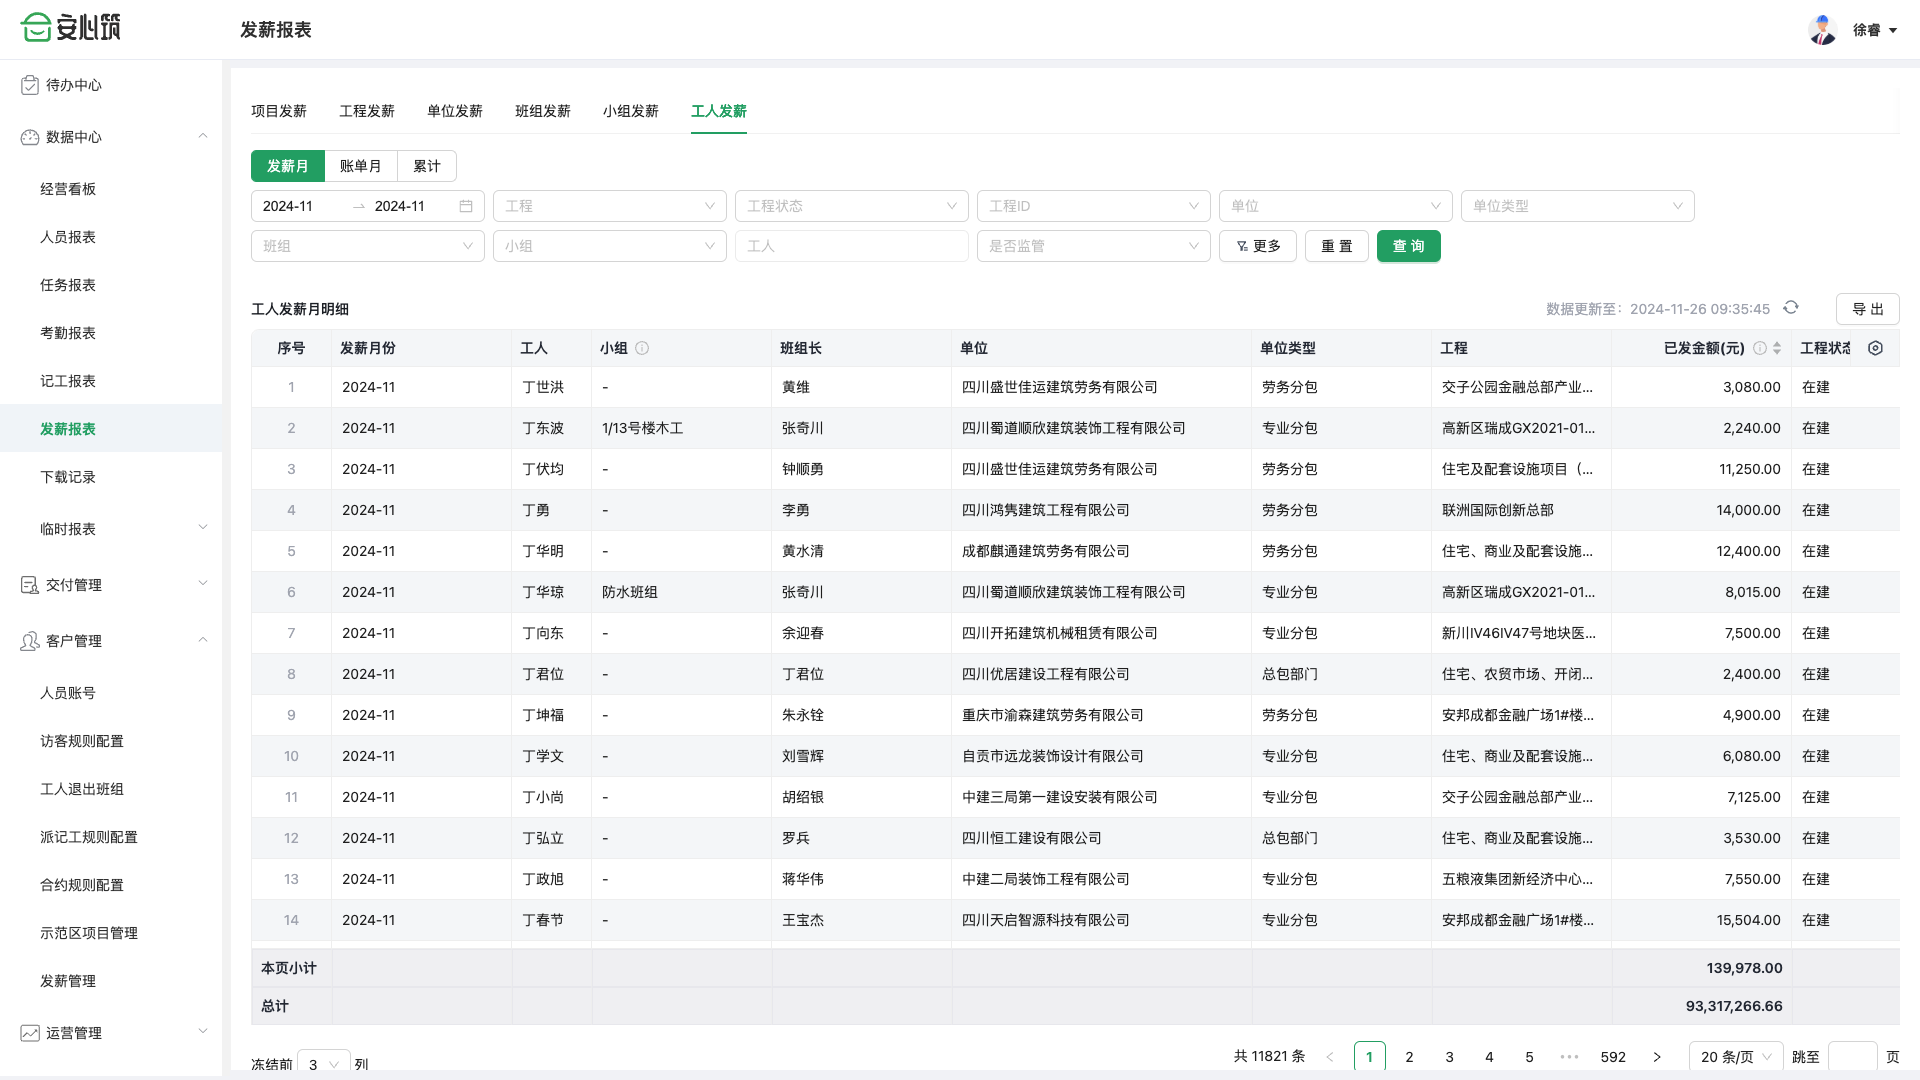 安心筑
发薪报表
徐睿
待办中心
数据中心
经营看板
人员报表
任务报表
考勤报表
记工报表
发薪报表
下载记录
临时报表
交付管理
客户管理
人员账号
访客规则配置
工人退出班组
派记工规则配置
合约规则配置
示范区项目管理
发薪管理
运营管理
项目发薪 工程发薪 单位发薪 班组发薪 小组发薪 工人发薪
发薪月 账单月 累计
2024-11 → 2024-11 工程 工程状态 工程ID 单位 单位类型
班组 小组 工人 是否监管 更多 重 置 查 询
工人发薪月明细 数据更新至：2024-11-26 09:35:45 导 出
序号 发薪月份 工人 小组 班组长 单位 单位类型 工程 已发金额(元) 工程状态
1 2024-11 丁世洪 - 黄维 四川盛世佳运建筑劳务有限公司 劳务分包 交子公园金融总部产业... 3,080.00 在建
2 2024-11 丁东波 1/13号楼木工 张奇川 四川蜀道顺欣建筑装饰工程有限公司 专业分包 高新区瑞成GX2021-01... 2,240.00 在建
3 2024-11 丁伏均 - 钟顺勇 四川盛世佳运建筑劳务有限公司 劳务分包 住宅及配套设施项目（... 11,250.00 在建
4 2024-11 丁勇 - 李勇 四川鸿隽建筑工程有限公司 劳务分包 联洲国际创新总部 14,000.00 在建
5 2024-11 丁华明 - 黄水清 成都麒通建筑劳务有限公司 劳务分包 住宅、商业及配套设施... 12,400.00 在建
6 2024-11 丁华琼 防水班组 张奇川 四川蜀道顺欣建筑装饰工程有限公司 专业分包 高新区瑞成GX2021-01... 8,015.00 在建
7 2024-11 丁向东 - 余迎春 四川开拓建筑机械租赁有限公司 专业分包 新川IV46IV47号地块医... 7,500.00 在建
8 2024-11 丁君位 - 丁君位 四川优居建设工程有限公司 总包部门 住宅、农贸市场、开闭... 2,400.00 在建
9 2024-11 丁坤福 - 朱永铨 重庆市渝森建筑劳务有限公司 劳务分包 安邦成都金融广场1#楼... 4,900.00 在建
10 2024-11 丁学文 - 刘雪辉 自贡市远龙装饰设计有限公司 专业分包 住宅、商业及配套设施... 6,080.00 在建
11 2024-11 丁小尚 - 胡绍银 中建三局第一建设安装有限公司 专业分包 交子公园金融总部产业... 7,125.00 在建
12 2024-11 丁弘立 - 罗兵 四川恒工建设有限公司 总包部门 住宅、商业及配套设施... 3,530.00 在建
13 2024-11 丁政旭 - 蒋华伟 中建二局装饰工程有限公司 专业分包 五粮液集团新经济中心... 7,550.00 在建
14 2024-11 丁春节 - 王宝杰 四川天启智源科技有限公司 专业分包 安邦成都金融广场1#楼... 15,504.00 在建
本页小计 139,978.00
总计 93,317,266.66
冻结前 3 列 共 11821 条 < 1 2 3 4 5 ••• 592 > 20 条/页 跳至 页